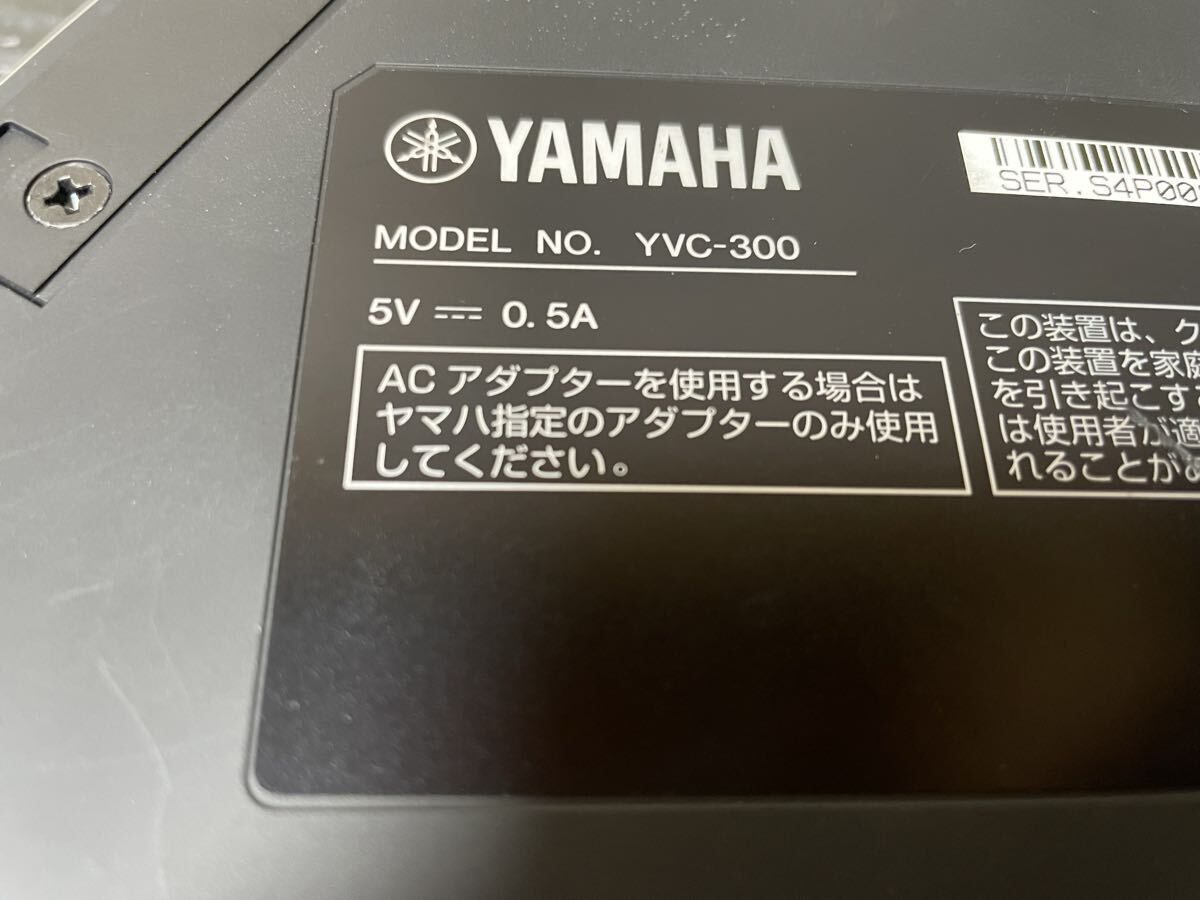 YAMAHA
SER.S4P00
MODEL NO. YVC-300
5V ⎓ 0.5A
ACアダプターを使用する場合は
ヤマハ指定のアダプターのみ使用
してください。
この装置は、ク
この装置を家庭
を引き起こす
は使用者が適
れることがあ